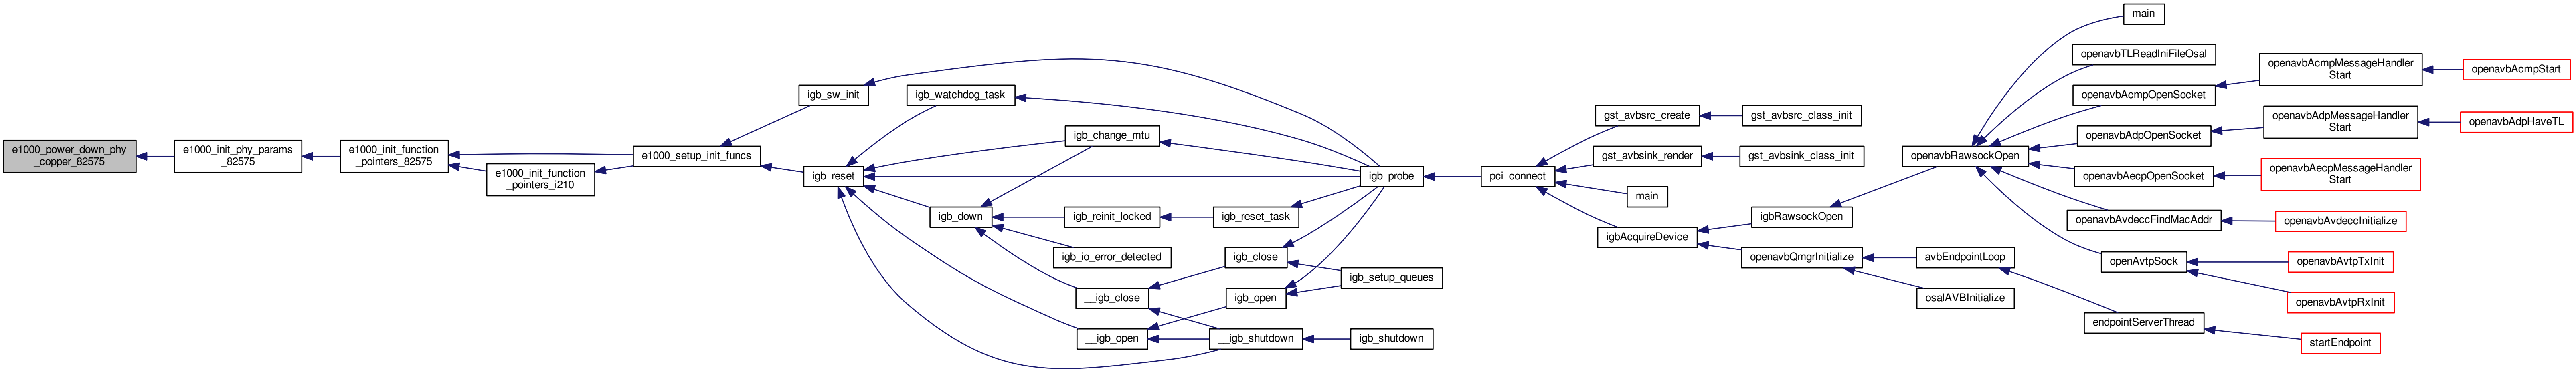 e1000_power_down_phy
_copper_82575
e1000_init_phy_params
_82575
e1000_init_function
_pointers_82575
e1000_init_function
_pointers_i210
e1000_setup_init_funcs
igb_sw_init
igb_reset
igb_watchdog_task
igb_change_mtu
igb_down
igb_reinit_locked
igb_io_error_detected
__igb_close
__igb_open
igb_reset_task
igb_close
igb_open
__igb_shutdown
igb_probe
igb_setup_queues
igb_shutdown
pci_connect
gst_avbsrc_create
gst_avbsink_render
main
igbAcquireDevice
gst_avbsrc_class_init
gst_avbsink_class_init
igbRawsockOpen
openavbQmgrInitialize
openavbRawsockOpen
avbEndpointLoop
osalAVBInitialize
main
openavbTLReadIniFileOsal
openavbAcmpOpenSocket
openavbAdpOpenSocket
openavbAecpOpenSocket
openavbAvdeccFindMacAddr
openAvtpSock
endpointServerThread
openavbAcmpMessageHandler
Start
openavbAdpMessageHandler
Start
openavbAecpMessageHandler
Start
openavbAvdeccInitialize
openavbAvtpTxInit
openavbAvtpRxInit
startEndpoint
openavbAcmpStart
openavbAdpHaveTL